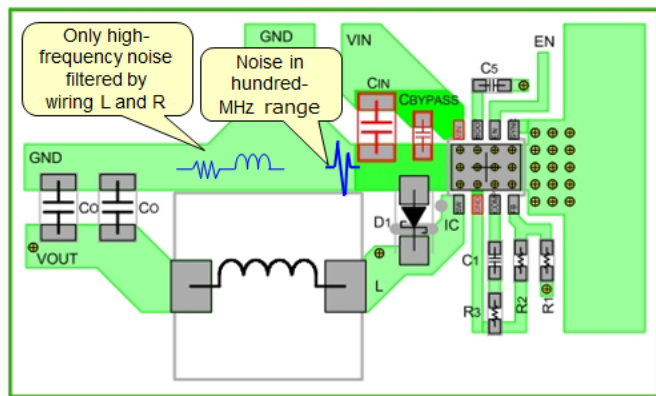 Only high-
frequency noise
filtered by
wiring L and R
GND
Noise in
hundred-
MHz range
VIN
EN
CIN
CBYPASS
C5
GND
CO
CO
VOUT
L
D1
IC
C1
R3
R2
R1